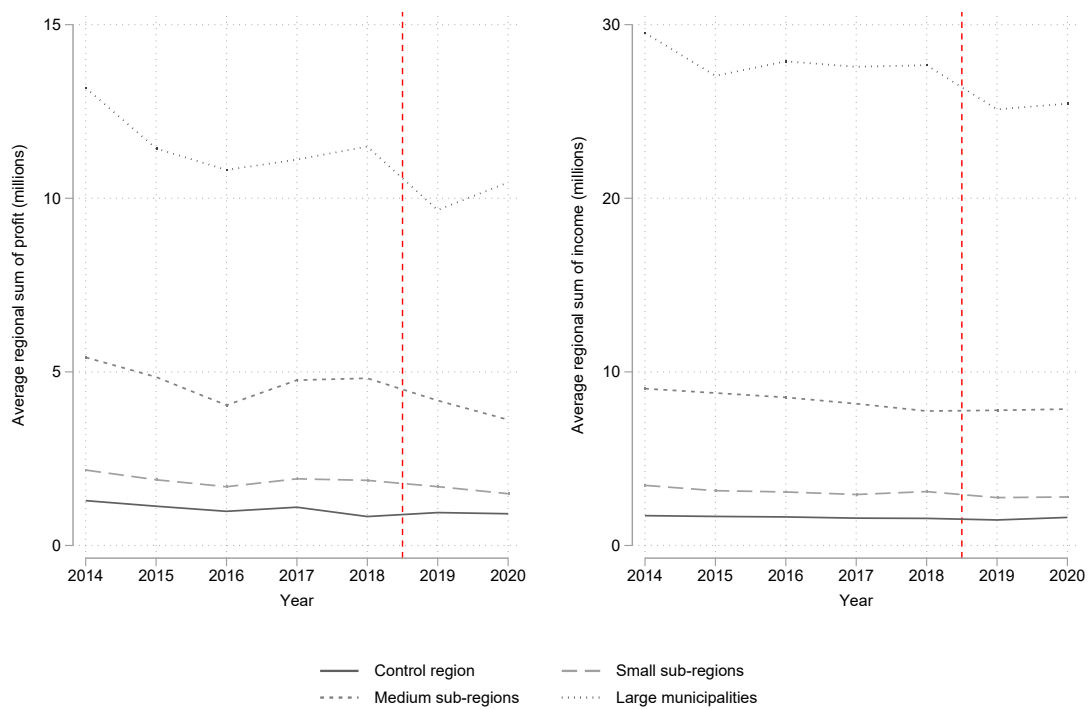 Average regional sum of profit (millions)
15
10
5
0
2014 2015 2016 2017 2018 2019 2020
Year
Average regional sum of income (millions)
30
20
10
0
2014 2015 2016 2017 2018 2019 2020
Year
Control region
Small sub-regions
Medium sub-regions
Large municipalities